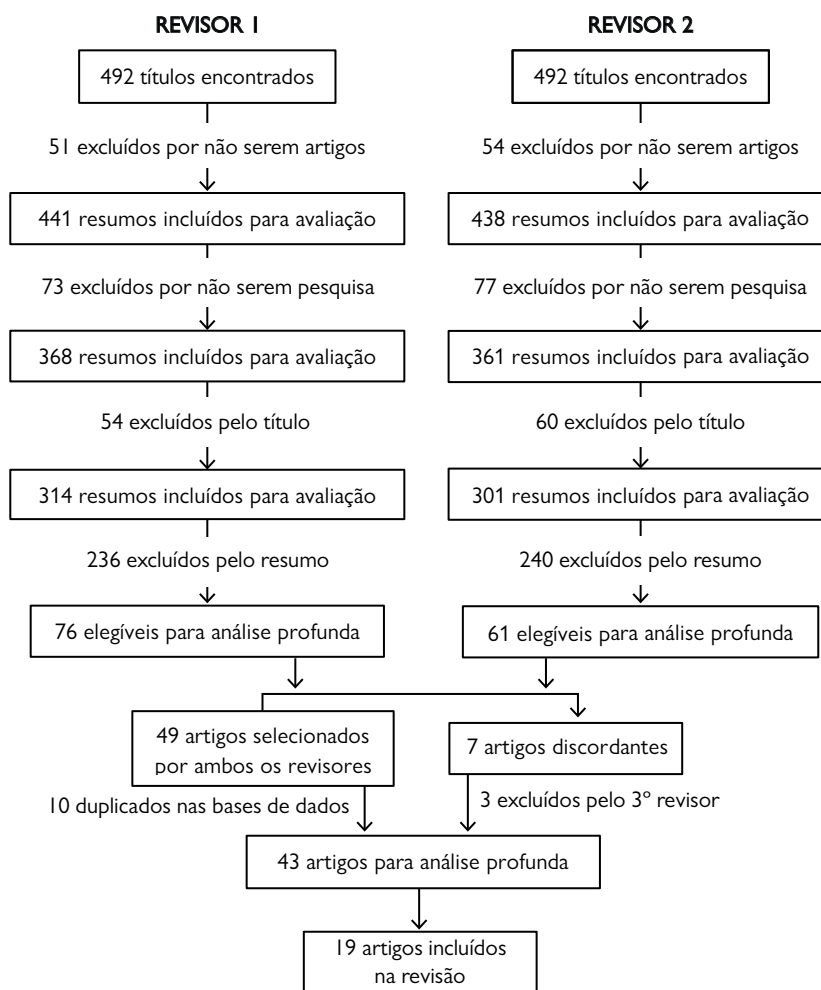 REVISOR 1
REVISOR 2
492 títulos encontrados
492 títulos encontrados
51 excluídos por não serem artigos
54 excluídos por não serem artigos
441 resumos incluídos para avaliação
438 resumos incluídos para avaliação
73 excluídos por não serem pesquisa
77 excluídos por não serem pesquisa
368 resumos incluídos para avaliação
361 resumos incluídos para avaliação
54 excluídos pelo título
60 excluídos pelo título
314 resumos incluídos para avaliação
301 resumos incluídos para avaliação
236 excluídos pelo resumo
240 excluídos pelo resumo
76 elegíveis para análise profunda
61 elegíveis para análise profunda
49 artigos selecionados
por ambos os revisores
7 artigos discordantes
10 duplicados nas bases de dados
3 excluídos pelo 3º revisor
43 artigos para análise profunda
19 artigos incluídos
na revisão